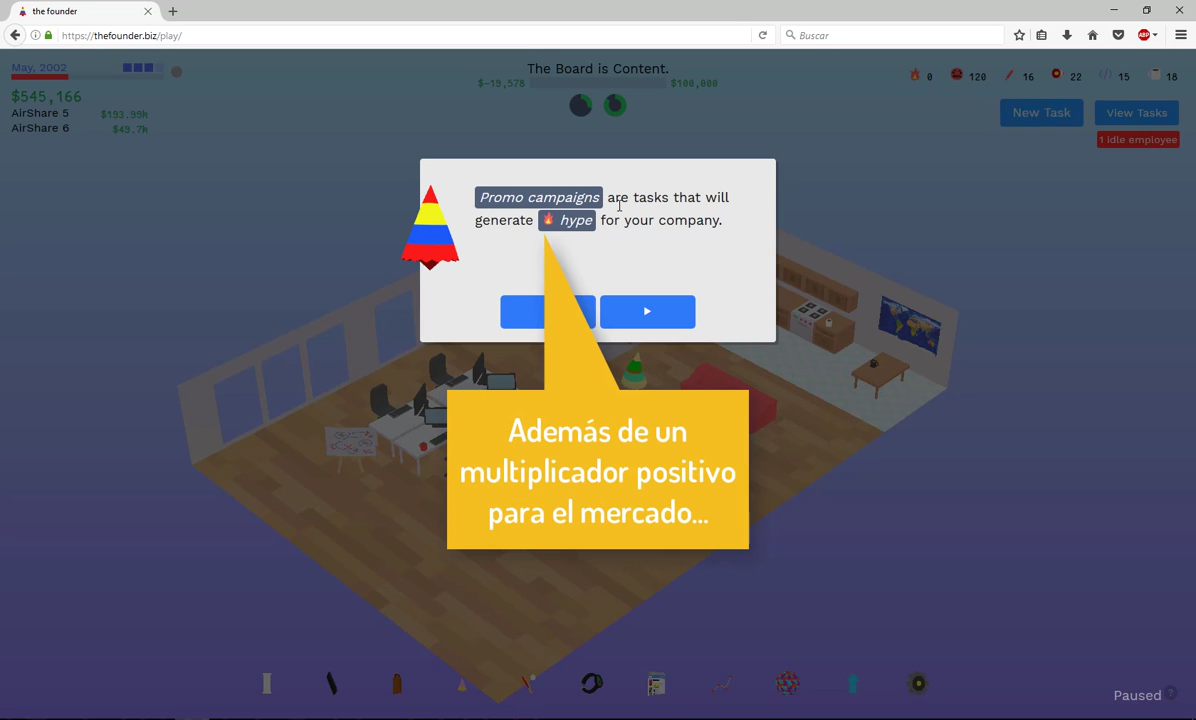 the founder
https://thefounder.biz/play/
Buscar
ABP
May, 2002
$545,166
AirShare 5 $193.99k
AirShare 6 $49.7k
The Board is Content.
$-19,578 $100,000
0 120 16 22 15 18
New Task View Tasks
1 idle employee
Promo campaigns are tasks that will
generate hype for your company.
Además de un
multiplicador positivo
para el mercado...
Paused ?